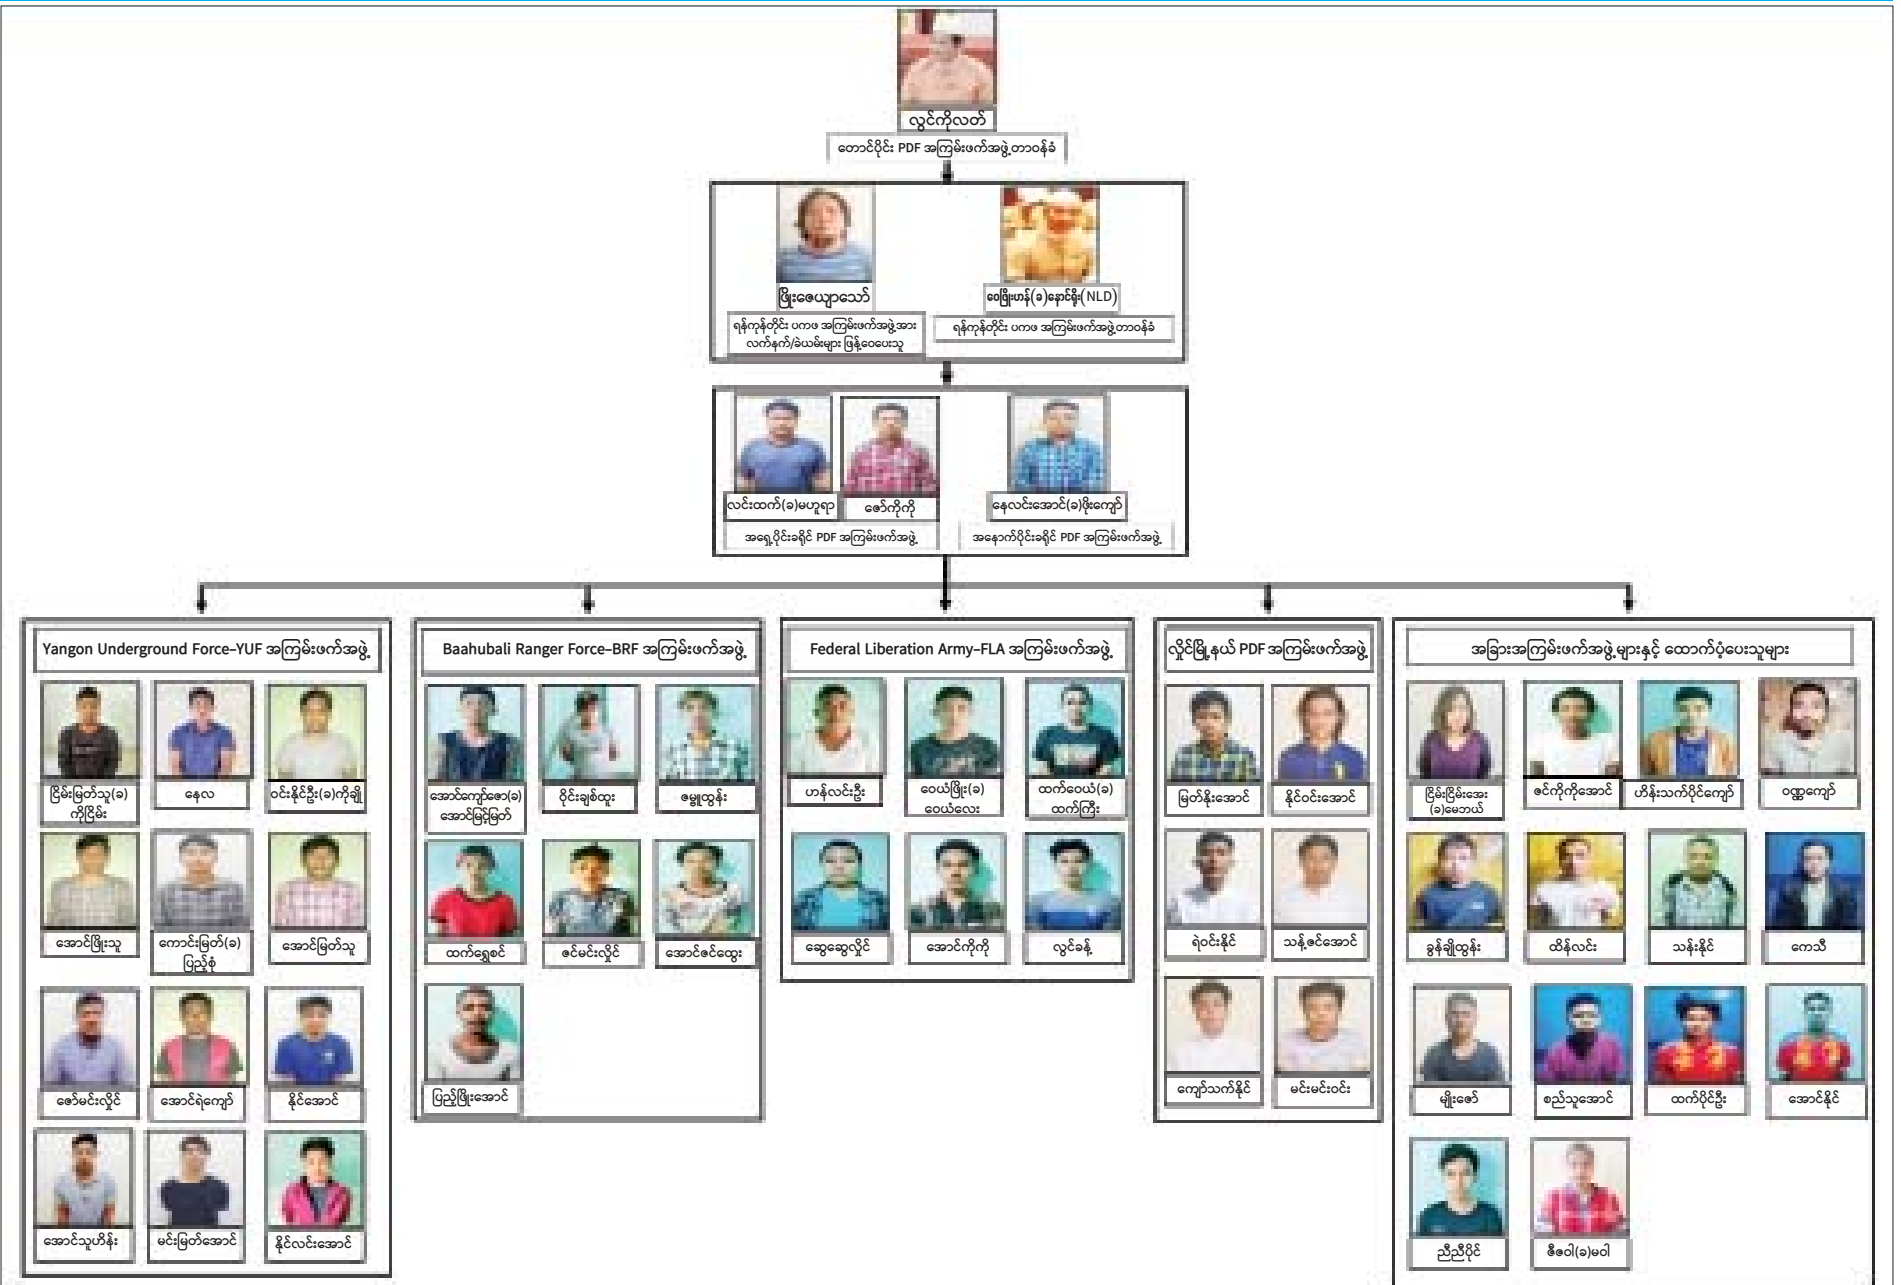 လွင်ကိုလတ်
တောင်ပိုင်း PDF အကြမ်းဖက်အဖွဲ့တာဝန်ခံ
ဖြိုးဇေယျာသော်
ရန်ကုန်တိုင်း ပကဖ အကြမ်းဖက်အဖွဲ့အား
လက်နက်/ခဲယမ်းများ ဖြန့်ဝေပေးသူ
ဝေဖြိုးဟန်(ခ)နောင်ရိုး(NLD)
ရန်ကုန်တိုင်း ပကဖ အကြမ်းဖက်အဖွဲ့တာဝန်ခံ
လင်းထက်(ခ)မဟူရာ
ဇော်ကိုကို
အရှေ့ပိုင်းခရိုင် PDF အကြမ်းဖက်အဖွဲ့
နေလင်းအောင်(ခ)ဖိုးကျော်
အနောက်ပိုင်းခရိုင် PDF အကြမ်းဖက်အဖွဲ့
Yangon Underground Force–YUF အကြမ်းဖက်အဖွဲ့
ငြိမ်းမြတ်သူ(ခ)
ကိုငြိမ်း
နေလ
ဝင်းနိုင်ဦး(ခ)ကိုချို
အောင်ဖြိုးသူ
ကောင်းမြတ်(ခ)
ပြည့်စုံ
အောင်မြတ်သူ
ဇော်မင်းလှိုင်
အောင်ရဲကျော်
နိုင်အောင်
အောင်သူဟိန်း
မင်းမြတ်အောင်
နိုင်လင်းအောင်
Baahubali Ranger Force–BRF အကြမ်းဖက်အဖွဲ့
အောင်ကျော်ဇော(ခ)
အောင်မြင့်မြတ်
ဝိုင်းချစ်ထူး
ဇမ္ဗူထွန်း
ထက်ရွှေစင်
ဇင်မင်းလှိုင်
အောင်ဇင်ထွေး
ပြည့်ဖြိုးအောင်
Federal Liberation Army–FLA အကြမ်းဖက်အဖွဲ့
ဟန်လင်းဦး
ဝေယံဖြိုး(ခ)
ဝေယံလေး
ထက်ဝေယံ(ခ)
ထက်ကြီး
ဆွေဆွေလှိုင်
အောင်ကိုကို
လွင်ခန့်
လှိုင်မြို့နယ် PDF အကြမ်းဖက်အဖွဲ့
မြတ်နိုးအောင်
နိုင်ဝင်းအောင်
ရဲဝင်းနိုင်
သန့်ဇင်အောင်
ကျော်သက်နိုင်
မင်းမင်းဝင်း
အခြားအကြမ်းဖက်အဖွဲ့များနှင့် ထောက်ပံ့ပေးသူများ
ငြိမ်းငြိမ်းအေး
(ခ)မေဘယ်
ဇင်ကိုကိုအောင်
ဟိန်းသက်ပိုင်ကျော်
ဝဏ္ဏကျော်
ခွန်ချိုထွန်း
ထိန်လင်း
သန်းနိုင်
ကေသီ
မျိုးဇော်
စည်သူအောင်
ထက်ပိုင်ဦး
အောင်နိုင်
ညီညီပိုင်
ဇီဇဝါ(ခ)မဝါ